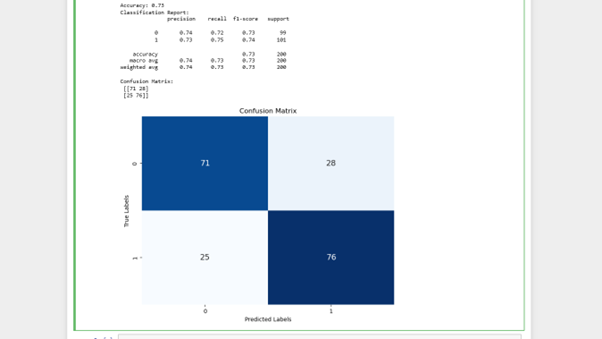 Accuracy: 0.73
Classification Report:
precision recall f1-score support
0 0.74 0.72 0.73 99
1 0.73 0.75 0.74 101
accuracy 0.73 200
macro avg 0.74 0.73 0.73 200
weighted avg 0.74 0.73 0.73 200
Confusion Matrix:
[[71 28]
[25 76]]
Confusion Matrix
0
71
28
True Labels
1
25
76
0 1
Predicted Labels